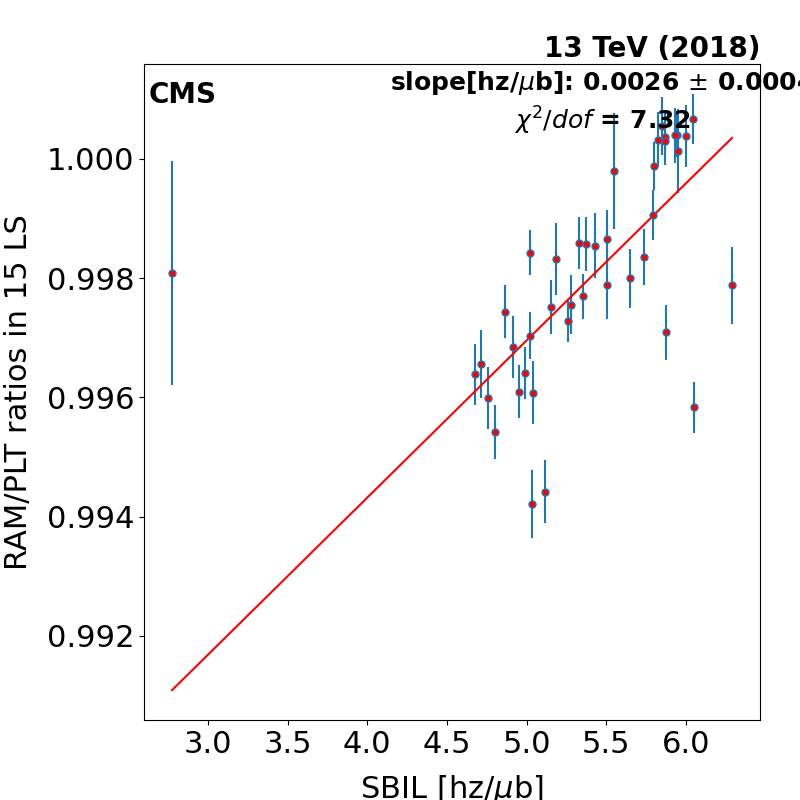 13 TeV (2018)
CMS
slope[hz/μb]: 0.0026 ± 0.0004
χ²/dof = 7.32
RAM/PLT ratios in 15 LS
1.000
0.998
0.996
0.994
0.992
3.0 3.5 4.0 4.5 5.0 5.5 6.0
SBIL [hz/μb]